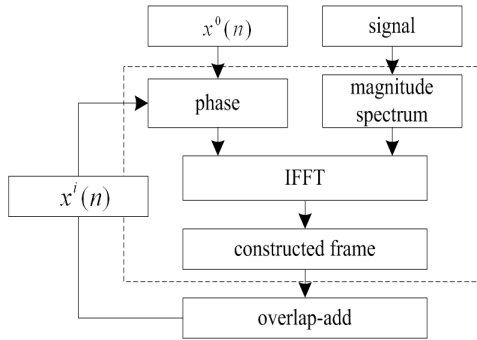 x⁰(n)
signal
phase
magnitude
spectrum
IFFT
xⁱ(n)
constructed frame
overlap-add